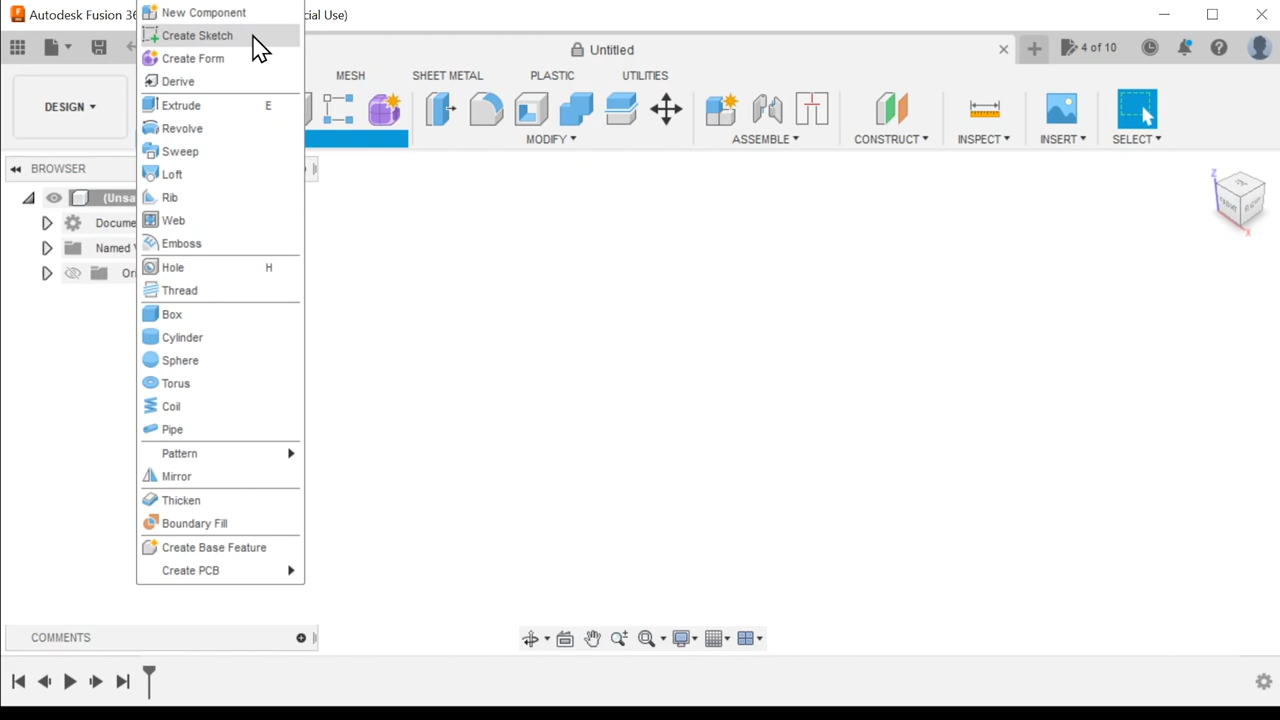 Autodesk Fusion 36
cial Use)
New Component
Create Sketch
Create Form
Derive
Extrude E
Revolve
Sweep
Loft
Rib
Web
Emboss
Hole H
Thread
Box
Cylinder
Sphere
Torus
Coil
Pipe
Pattern
Mirror
Thicken
Boundary Fill
Create Base Feature
Create PCB
Untitled
4 of 10
MESH
SHEET METAL
PLASTIC
UTILITIES
DESIGN
MODIFY
ASSEMBLE
CONSTRUCT
INSPECT
INSERT
SELECT
BROWSER
(Unsa
Docume
Named V
Ori
Z
X
COMMENTS